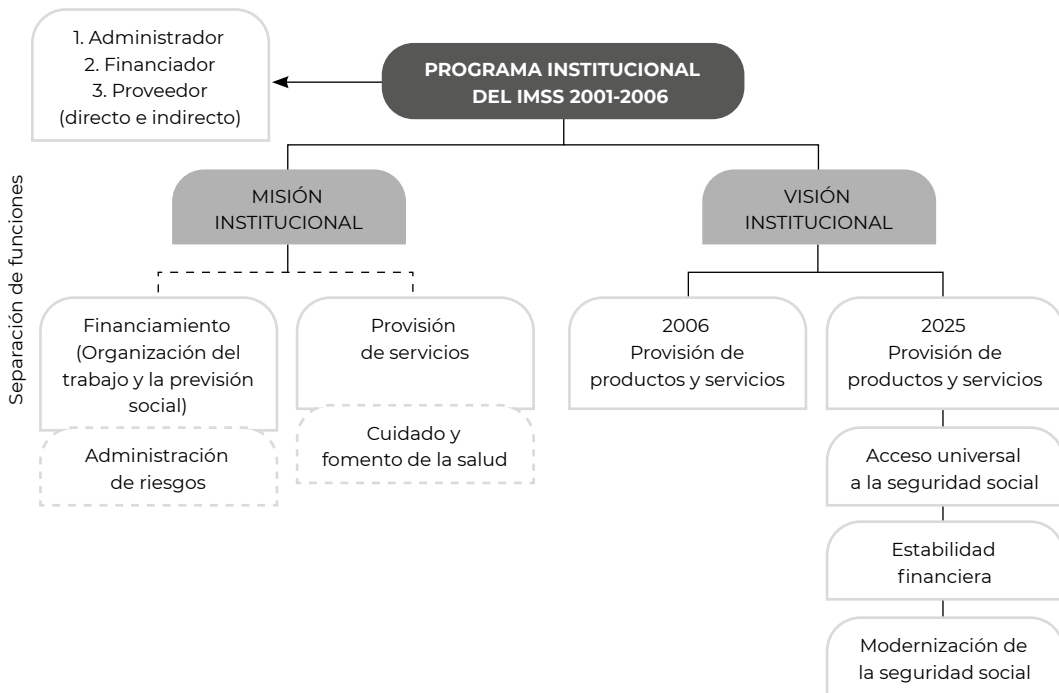 1. Administrador
2. Financiador
3. Proveedor
(directo e indirecto)
PROGRAMA INSTITUCIONAL
DEL IMSS 2001-2006
Separación de funciones
MISIÓN
INSTITUCIONAL
VISIÓN
INSTITUCIONAL
Financiamiento
(Organización del
trabajo y la previsión
social)
Administración
de riesgos
Provisión
de servicios
Cuidado y
fomento de la salud
2006
Provisión de
productos y servicios
2025
Provisión de
productos y servicios
Acceso universal
a la seguridad social
Estabilidad
financiera
Modernización de
la seguridad social